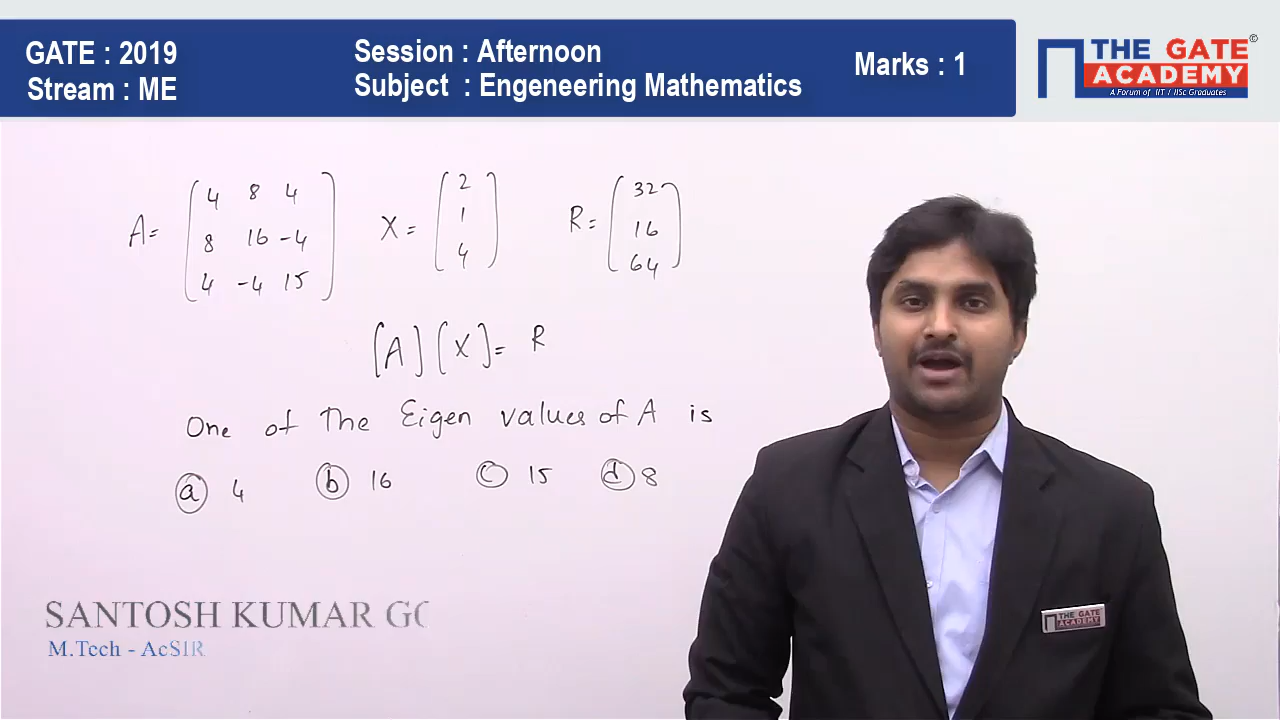 GATE : 2019
Stream : ME
Session : Afternoon
Subject : Engeneering Mathematics
Marks : 1
THE GATE ©
ACADEMY
A Forum of IIT / IISc Graduates
A= [4 8 4 X= [2 R= [32
8 16 -4 1 16
4 -4 15] 4] 64]
[A] [X]= R
One of The Eigen values of A is
(a) 4 (b) 16 (c) 15 (d) 8
THE GATE
ACADEMY
SANTOSH KUMAR GO
M.Tech - AcSIR